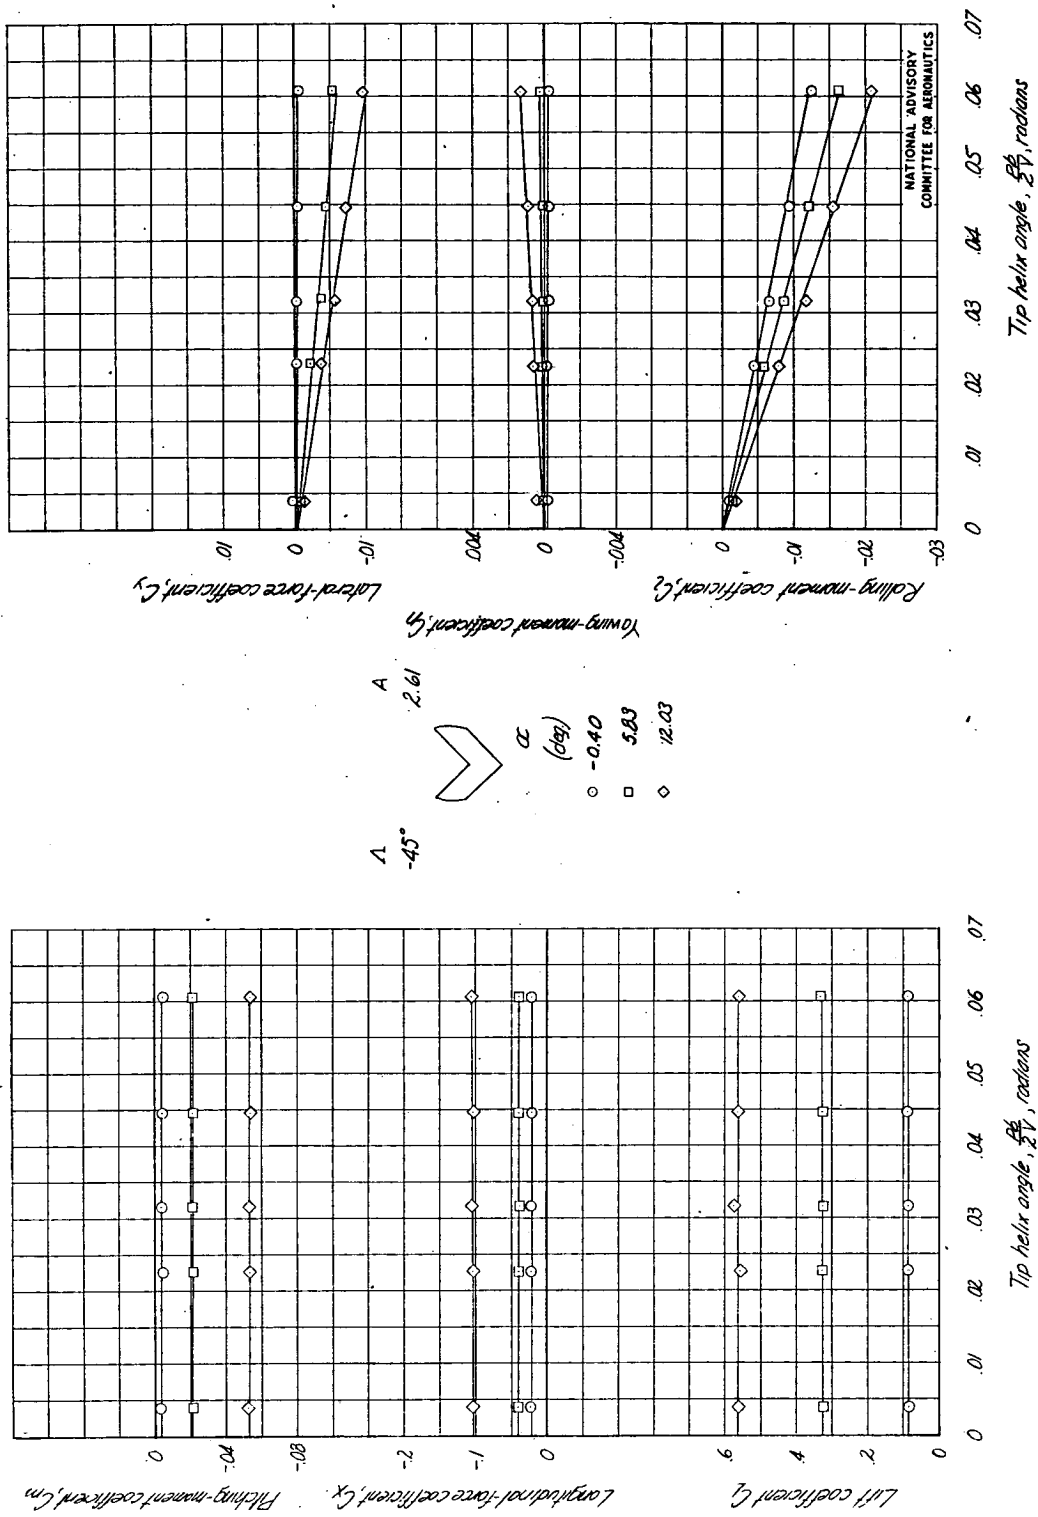 Pitching-moment coefficient, Cm
0
-.04
-.08
Longitudinal-force coefficient, Cx
-.2
-.1
0
Lift coefficient CL
.6
.4
.2
0
0 .01 .02 .03 .04 .05 .06 .07
Tip helix angle, pb/2V, radians
Λ
-45°
A
2.61
α
(deg)
-0.40
5.83
12.03
Lateral-force coefficient, CY
.01
0
-.01
Yawing-moment coefficient, Cn
.004
0
-.004
Rolling-moment coefficient, Cl
0
-.01
-.02
-.03
NATIONAL ADVISORY
COMMITTEE FOR AERONAUTICS
0 .01 .02 .03 .04 .05 .06 .07
Tip helix angle, pb/2V, radians